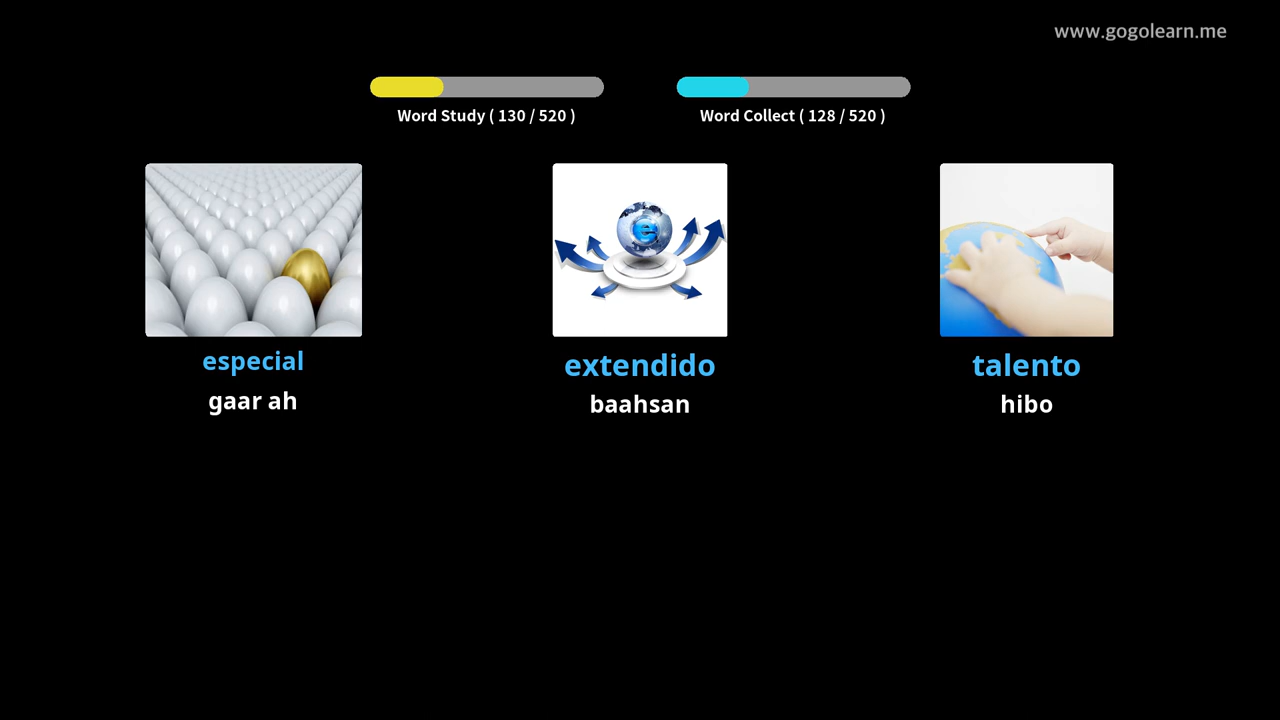 www.gogolearn.me
Word Study ( 130 / 520 )
Word Collect ( 128 / 520 )
e
especial
gaar ah
extendido
baahsan
talento
hibo